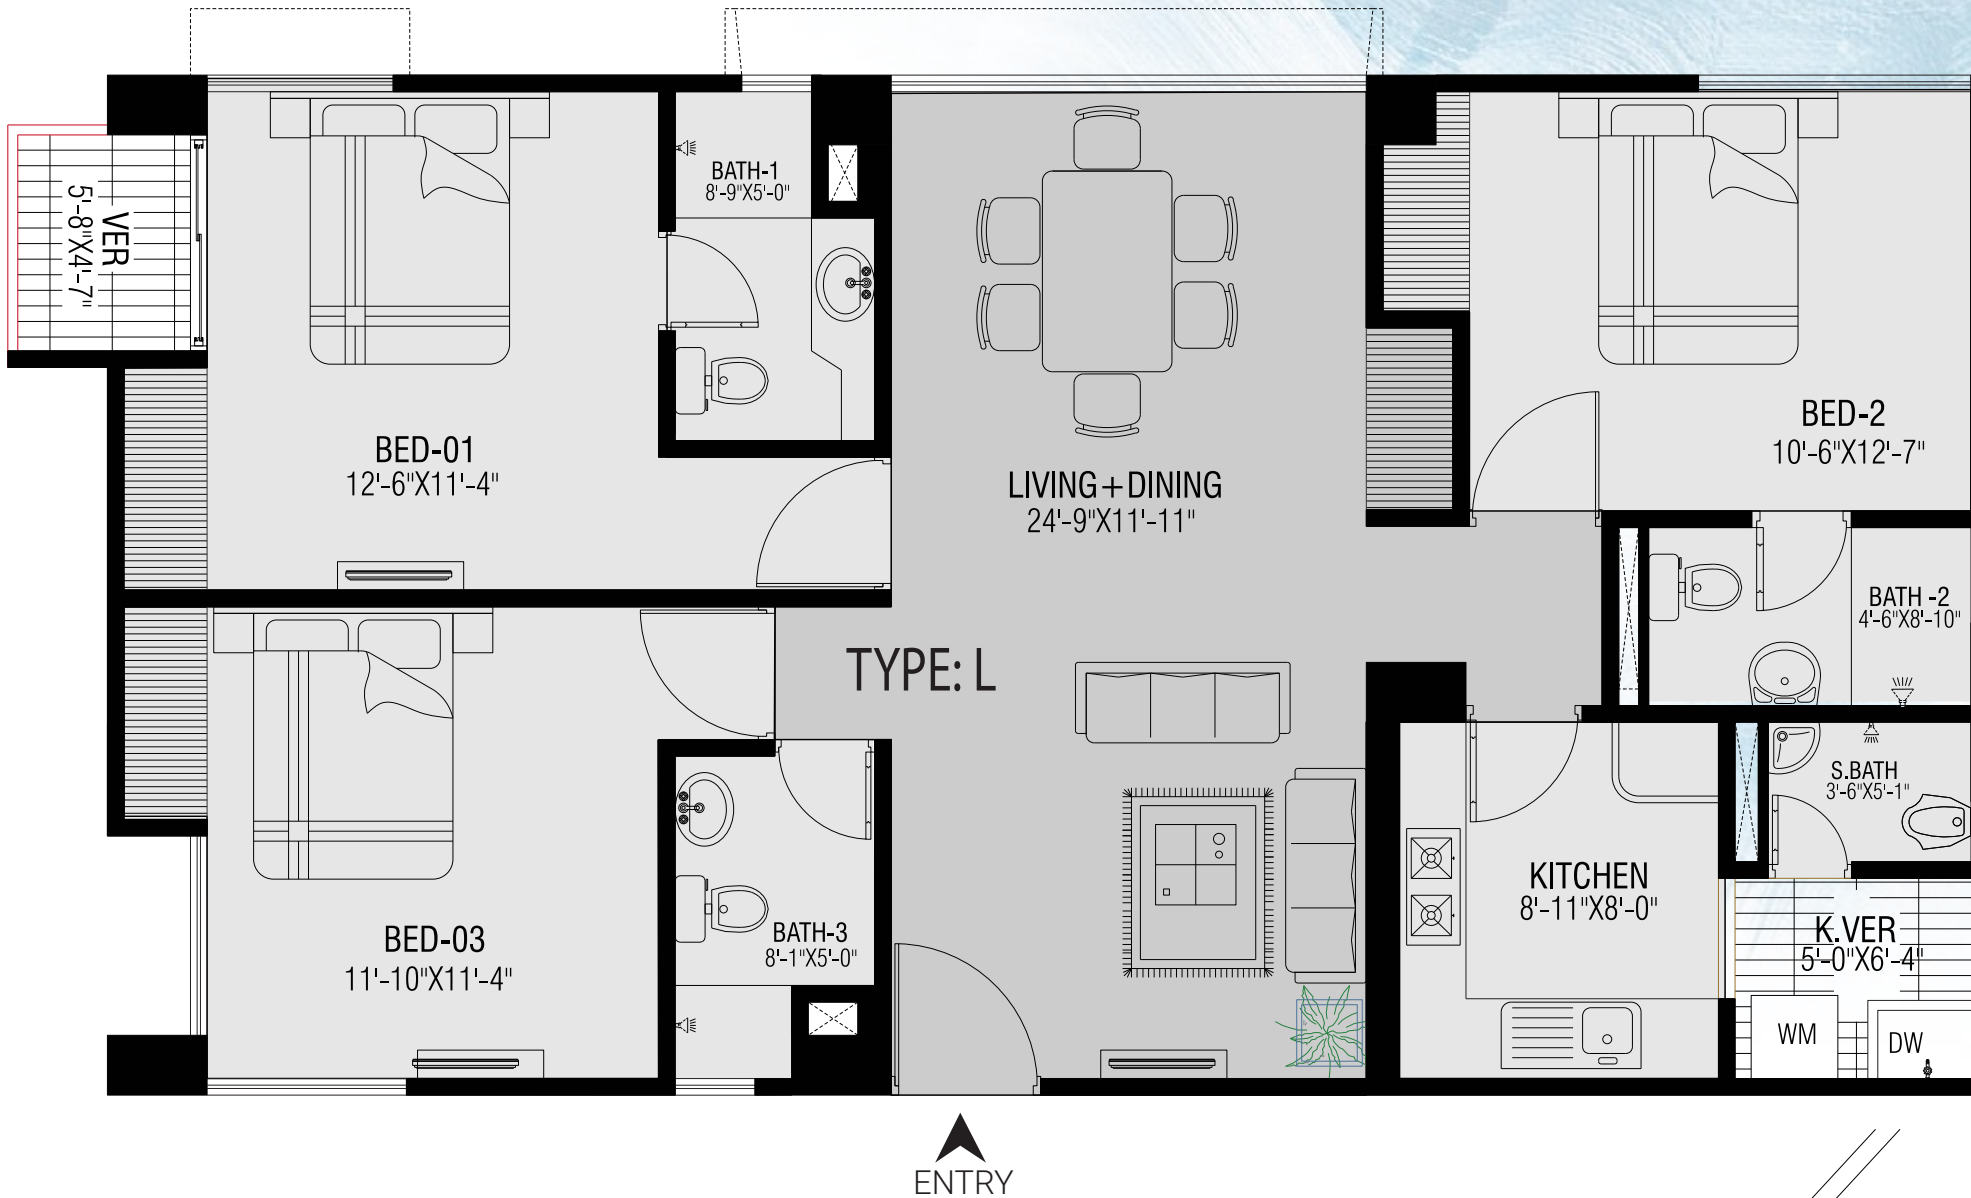 BATH-1
8'-9"X5'-0"
VER
5'-8"X4'-7"
BED-01
12'-6"X11'-4"
LIVING+DINING
24'-9"X11'-11"
BED-2
10'-6"X12'-7"
BATH -2
4'-6"X8'-10"
TYPE: L
S.BATH
3'-6"X5'-1"
KITCHEN
8'-11"X8'-0"
K.VER
5'-0"X6'-4"
BED-03
11'-10"X11'-4"
BATH-3
8'-1"X5'-0"
WM
DW
ENTRY